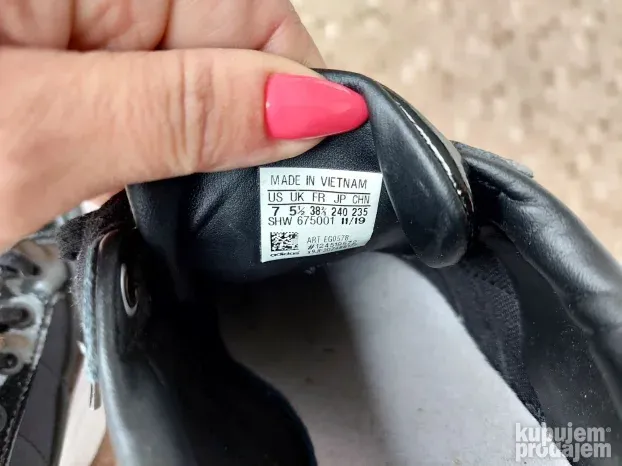 MADE IN VIETNAM
US UK FR JP CHN
7 5½ 38⅔ 240 235
SHW 675001 11/19
ART EG0578
adidas
kupujem
prodajem